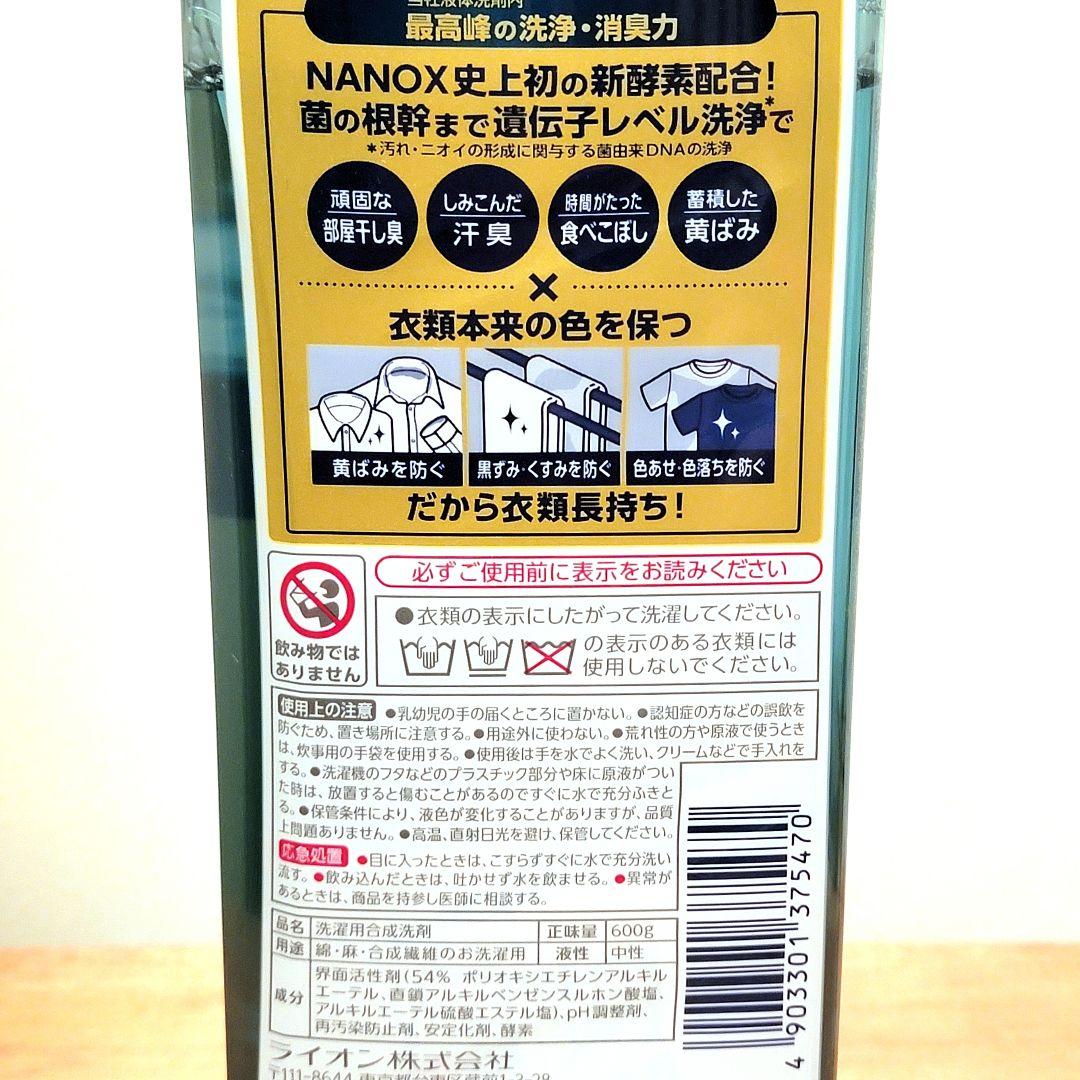 当社液体洗剤内
最高峰の洗浄・消臭力
NANOX史上初の新酵素配合!
菌の根幹まで遺伝子レベル洗浄*で
*汚れ・ニオイの形成に関与する菌由来DNAの洗浄
頑固な
部屋干し臭
しみこんだ
汗臭
時間がたった
食べこぼし
蓄積した
黄ばみ
×
衣類本来の色を保つ
黄ばみを防ぐ
黒ずみ・くすみを防ぐ
色あせ・色落ちを防ぐ
だから衣類長持ち!
飲み物では
ありません
必ずご使用前に表示をお読みください
●衣類の表示にしたがって洗濯してください。
の表示のある衣類には
使用しないでください。
使用上の注意 ●乳幼児の手の届くところに置かない。●認知症の方などの誤飲を
防ぐため、置き場所に注意する。●用途外に使わない。●荒れ性の方や原液で使うとき
は、炊事用の手袋を使用する。●使用後は手を水でよく洗い、クリームなどで手入れを
する。●洗濯機のフタなどのプラスチック部分や床に原液がつい
た時は、放置すると傷むことがあるのですぐに水で充分ふきと
る。●保管条件により、液色が変化することがありますが、品質
上問題ありません。●高温、直射日光を避け、保管してください。
応急処置 ●目に入ったときは、こすらずすぐに水で充分洗い
流す。●飲み込んだときは、吐かせず水を飲ませる。●異常が
あるときは、商品を持参し医師に相談する。
品名 洗濯用合成洗剤 正味量 600g
用途 綿・麻・合成繊維のお洗濯用 液性 中性
成分 界面活性剤(54% ポリオキシエチレンアルキル
エーテル、直鎖アルキルベンゼンスルホン酸塩、
アルキルエーテル硫酸エステル塩)、pH調整剤、
再汚染防止剤、安定化剤、酵素
ライオン株式会社
〒111-8644 東京都台東区蔵前1-3-28
4 903301 375470